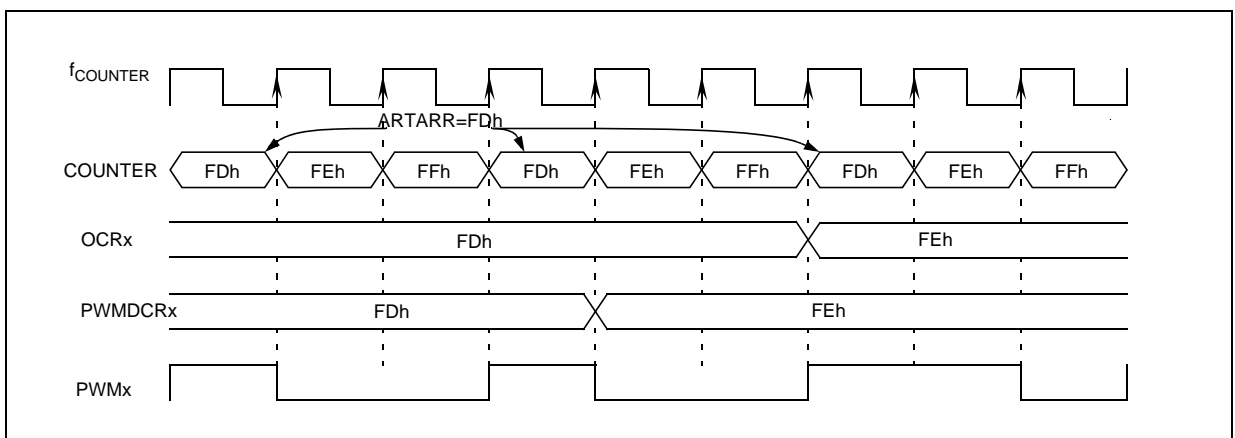 fCOUNTER
ARTARR=FDh
COUNTER FDh FEh FFh FDh FEh FFh FDh FEh FFh
OCRx FDh FEh
PWMDCRx FDh FEh
PWMx